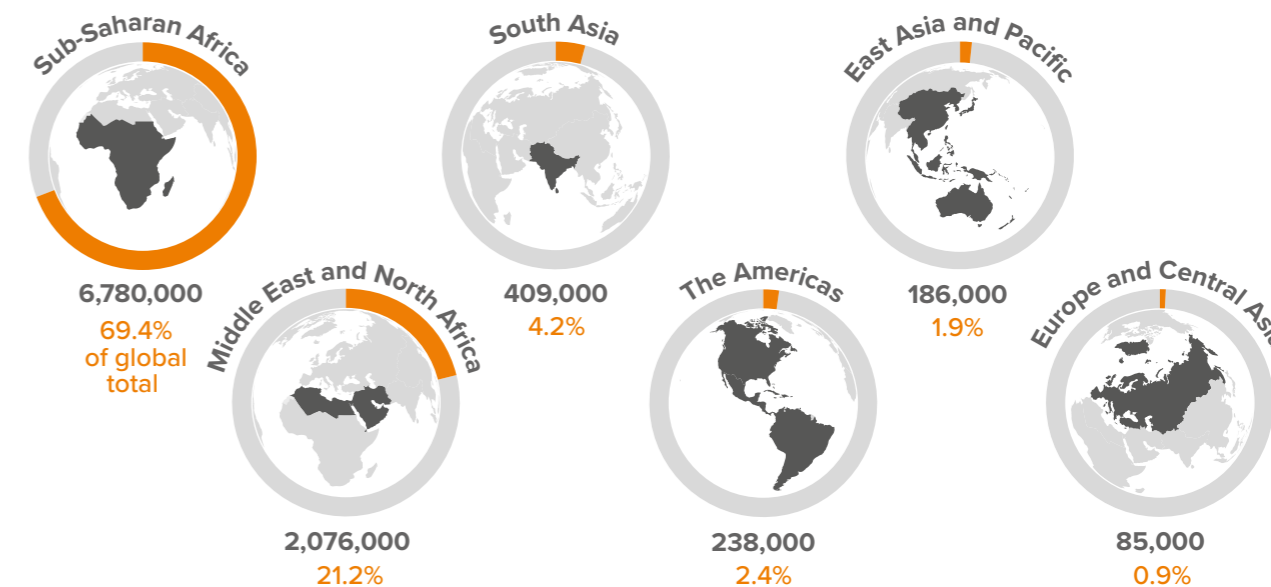 Sub-Saharan Africa
6,780,000
69.4%
of global
total
Middle East and North Africa
2,076,000
21.2%
South Asia
409,000
4.2%
The Americas
238,000
2.4%
East Asia and Pacific
186,000
1.9%
Europe and Central Asia
85,000
0.9%